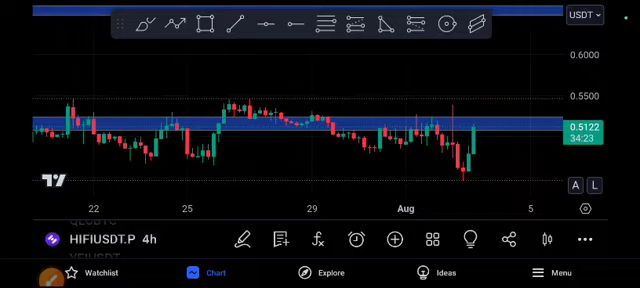 USDT
0.6000
0.5500
0.5122
34:23
A L
22 25 29 Aug 5
HIFIUSDT.P 4h
Watchlist Chart Explore Ideas Menu